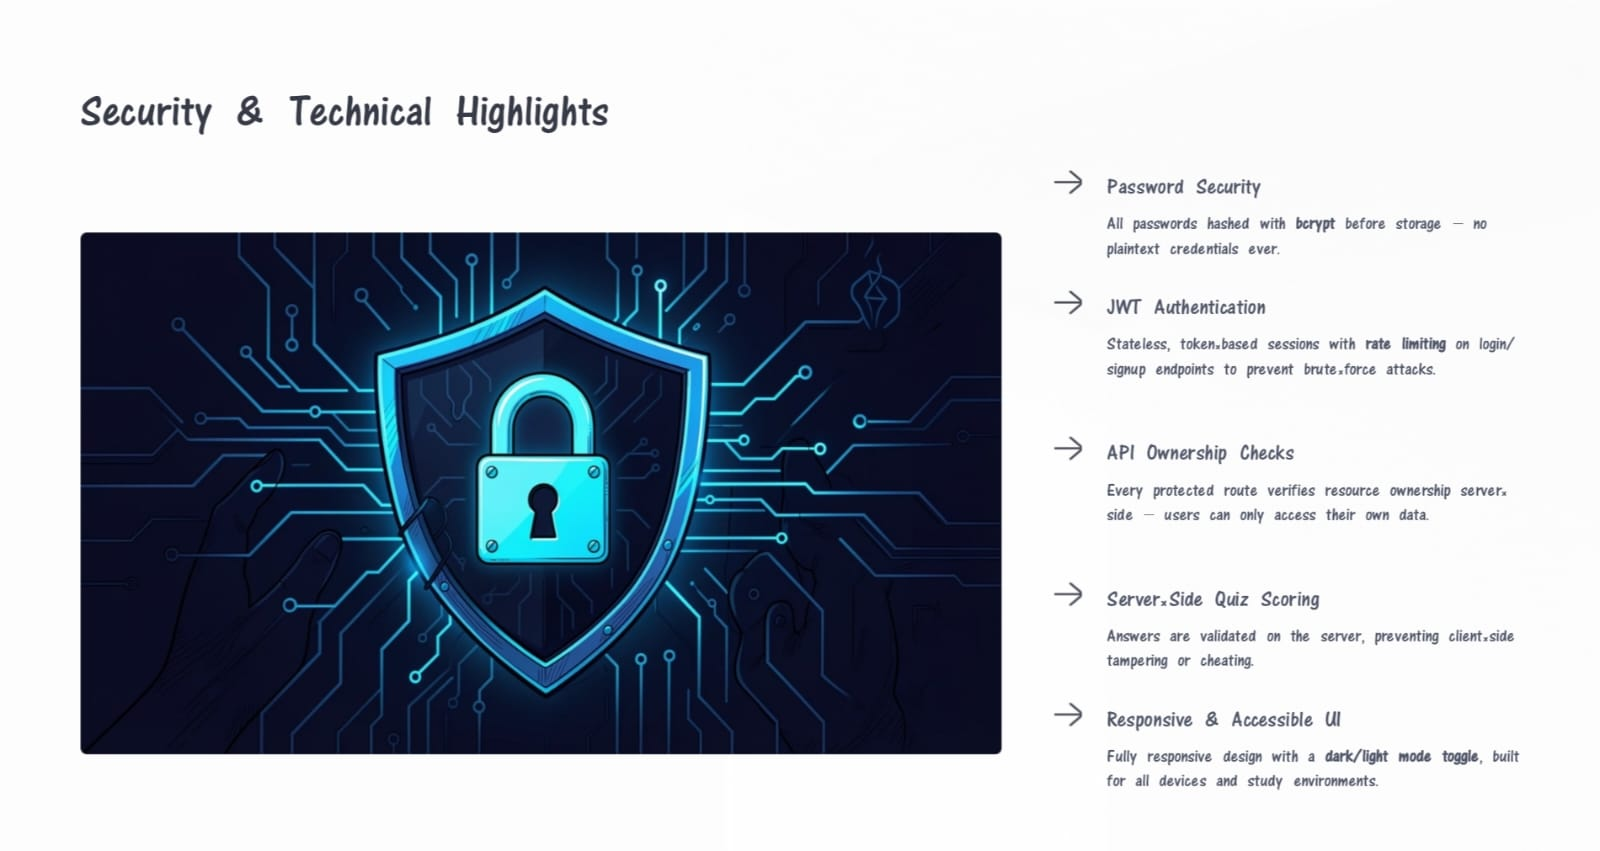 Security & Technical Highlights
Password Security
All passwords hashed with bcrypt before storage — no
plaintext credentials ever.
JWT Authentication
Stateless, token×based sessions with rate limiting on login/
signup endpoints to prevent brute×force attacks.
API Ownership Checks
Every protected route verifies resource ownership server×
side — users can only access their own data.
Server×Side Quiz Scoring
Answers are validated on the server, preventing client×side
tampering or cheating.
Responsive & Accessible UI
Fully responsive design with a dark/light mode toggle, built
for all devices and study environments.